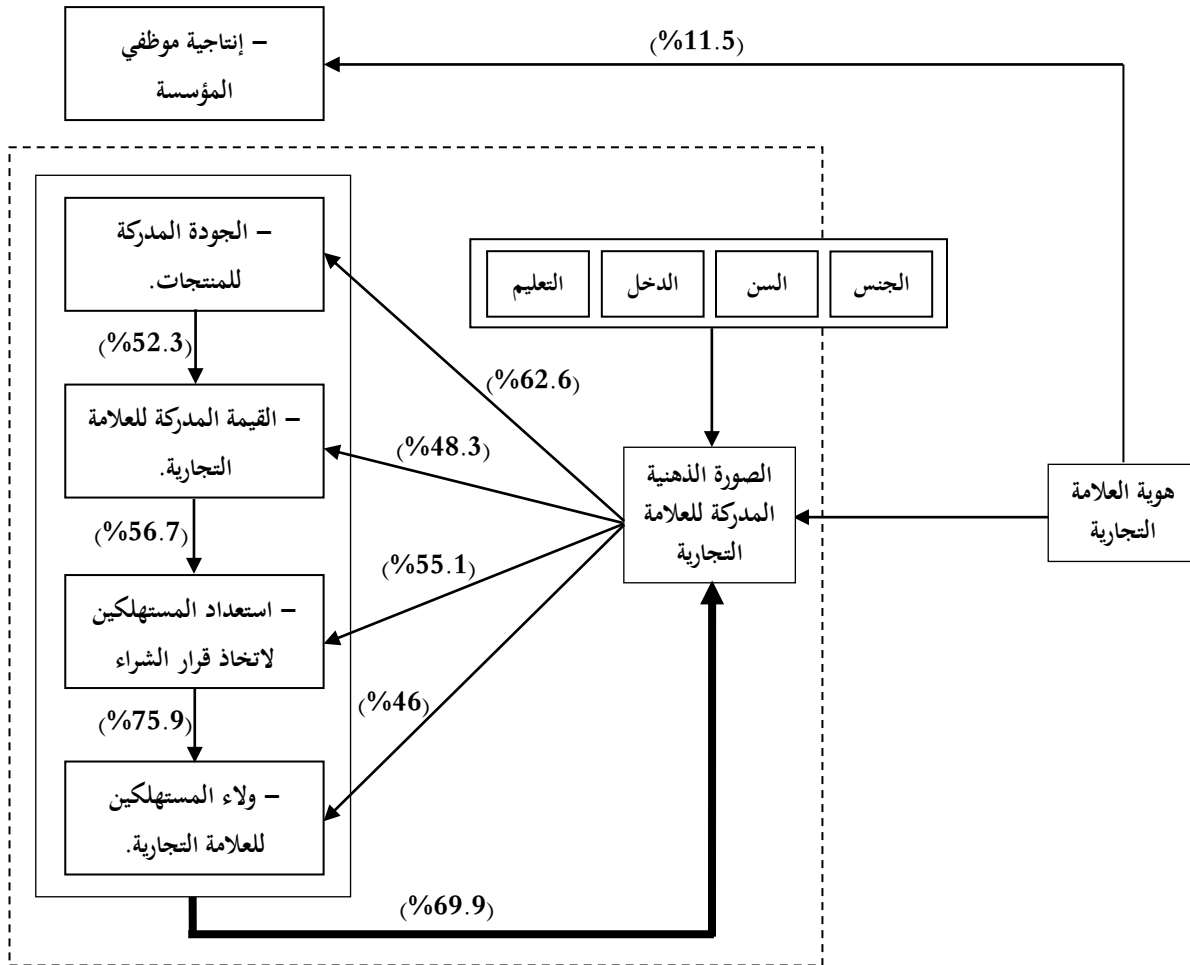 – إنتاجية موظفي
المؤسسة
(%11.5)
– الجودة المدركة
للمنتجات.
الجنس
السن
الدخل
التعليم
(%52.3)
(%62.6)
– القيمة المدركة للعلامة
التجارية.
(%48.3)
الصورة الذهنية
المدركة للعلامة
التجارية
هوية العلامة
التجارية
(%56.7)
(%55.1)
– استعداد المستهلكين
لاتخاذ قرار الشراء
(%75.9)
(%46)
– ولاء المستهلكين
للعلامة التجارية.
(%69.9)